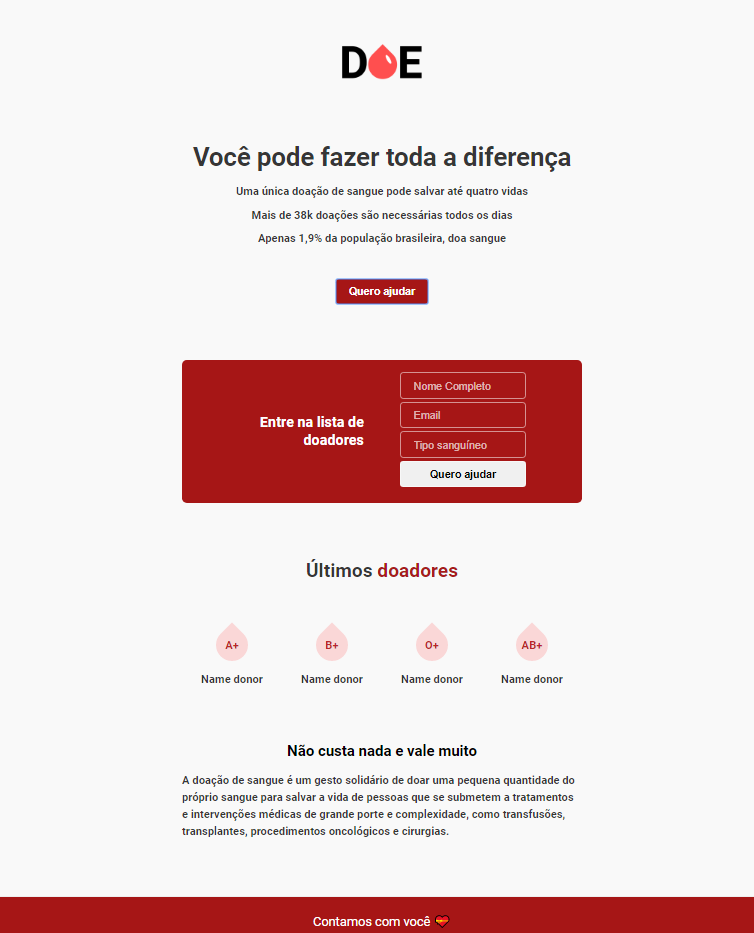 DOE
Você pode fazer toda a diferença
Uma única doação de sangue pode salvar até quatro vidas
Mais de 38k doações são necessárias todos os dias
Apenas 1,9% da população brasileira, doa sangue
Quero ajudar
Entre na lista de
doadores
Nome Completo
Email
Tipo sanguíneo
Quero ajudar
Últimos doadores
A+ B+ O+ AB+
Name donor Name donor Name donor Name donor
Não custa nada e vale muito
A doação de sangue é um gesto solidário de doar uma pequena quantidade do
próprio sangue para salvar a vida de pessoas que se submetem a tratamentos
e intervenções médicas de grande porte e complexidade, como transfusões,
transplantes, procedimentos oncológicos e cirurgias.
Contamos com você